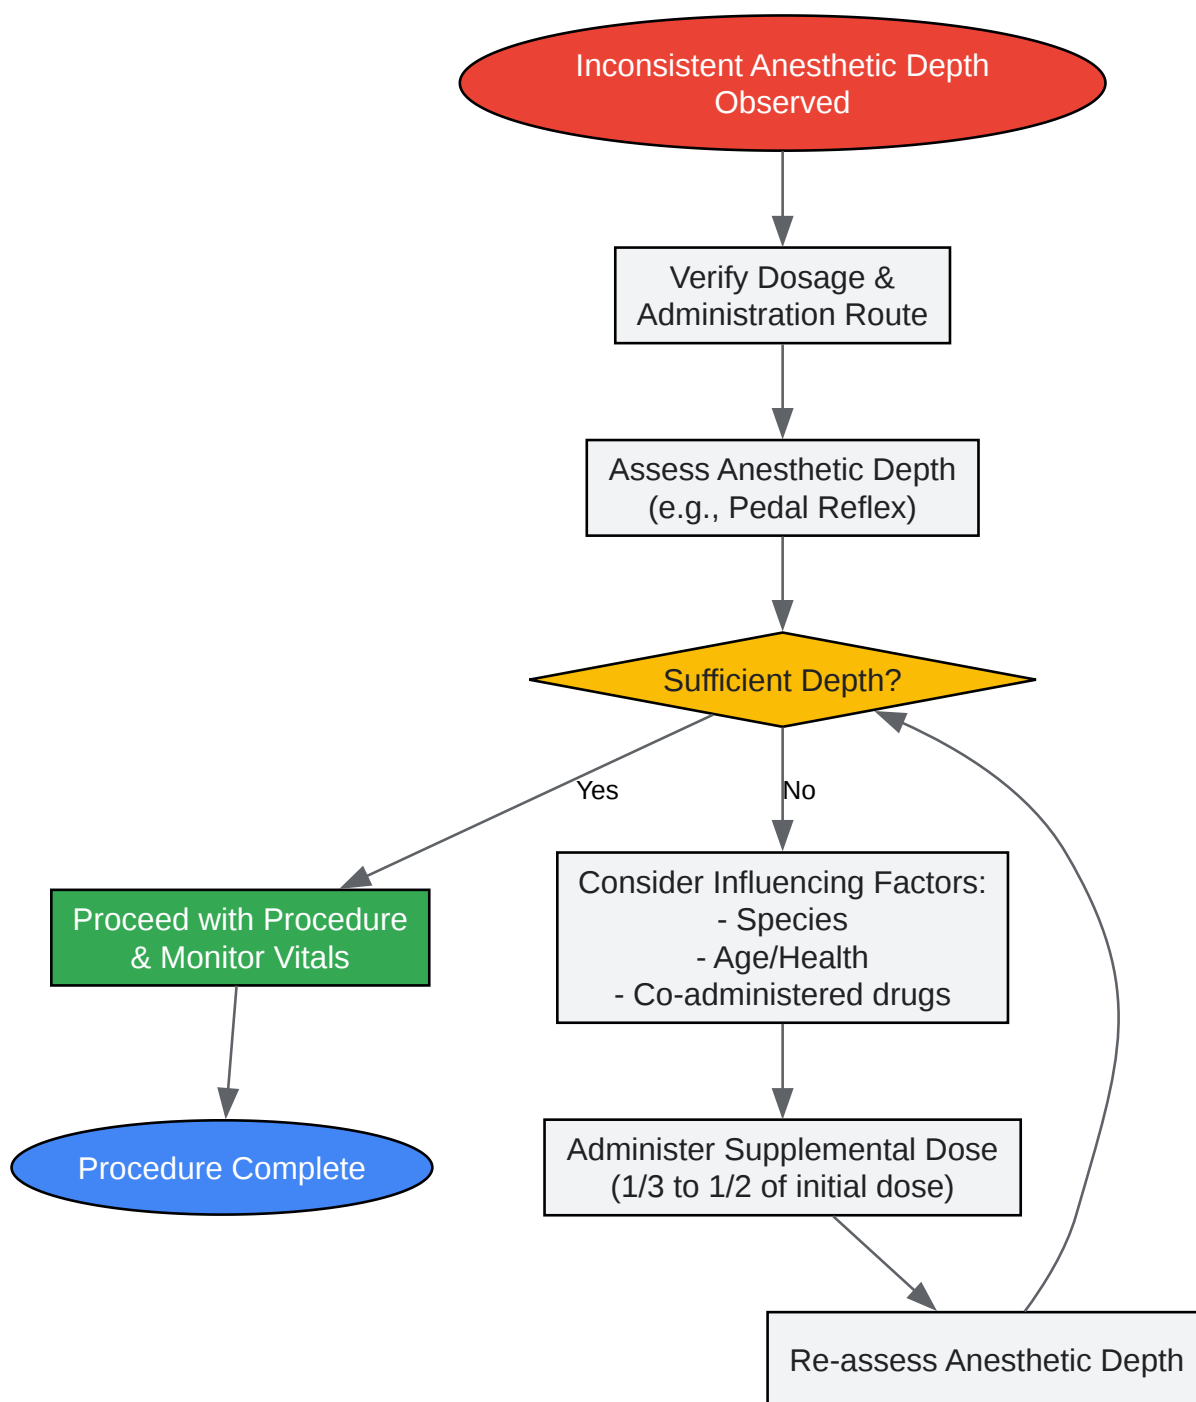 Inconsistent Anesthetic Depth
Observed
Verify Dosage &
Administration Route
Assess Anesthetic Depth
(e.g., Pedal Reflex)
Sufficient Depth?
Yes
No
Consider Influencing Factors:
- Species
- Age/Health
- Co-administered drugs
Proceed with Procedure
& Monitor Vitals
Administer Supplemental Dose
(1/3 to 1/2 of initial dose)
Procedure Complete
Re-assess Anesthetic Depth